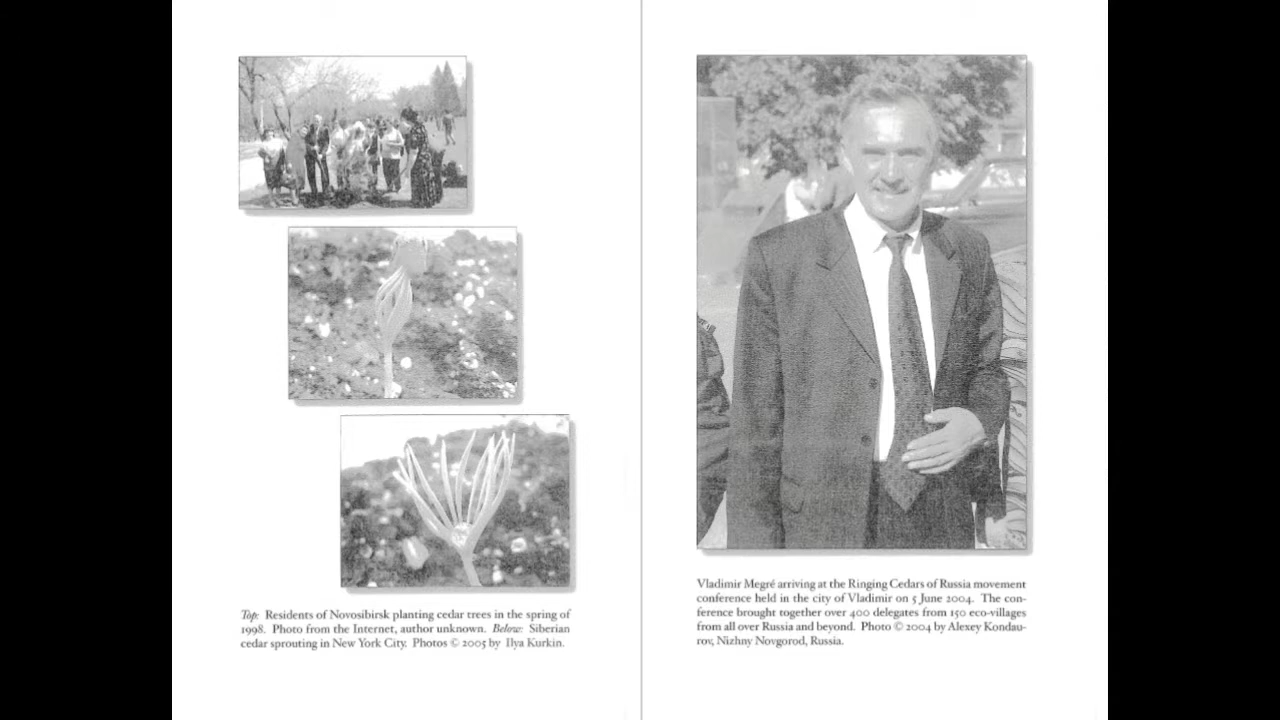 Top: Residents of Novosibirsk planting cedar trees in the spring of
1998. Photo from the Internet, author unknown. Below: Siberian
cedar sprouting in New York City. Photos © 2005 by Ilya Kurkin.
Vladimir Megré arriving at the Ringing Cedars of Russia movement
conference held in the city of Vladimir on 5 June 2004. The con-
ference brought together over 400 delegates from 150 eco-villages
from all over Russia and beyond. Photo © 2004 by Alexey Kondau-
rov, Nizhny Novgorod, Russia.